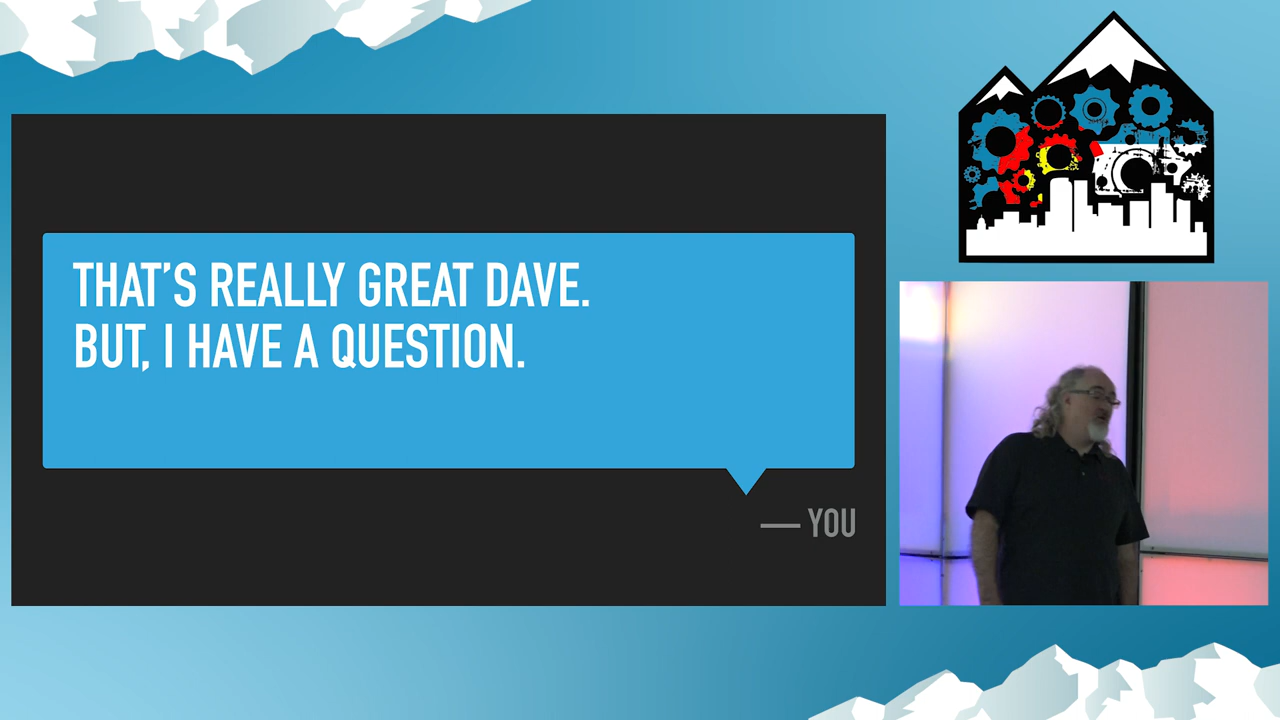 THAT'S REALLY GREAT DAVE.
BUT, I HAVE A QUESTION.
— YOU